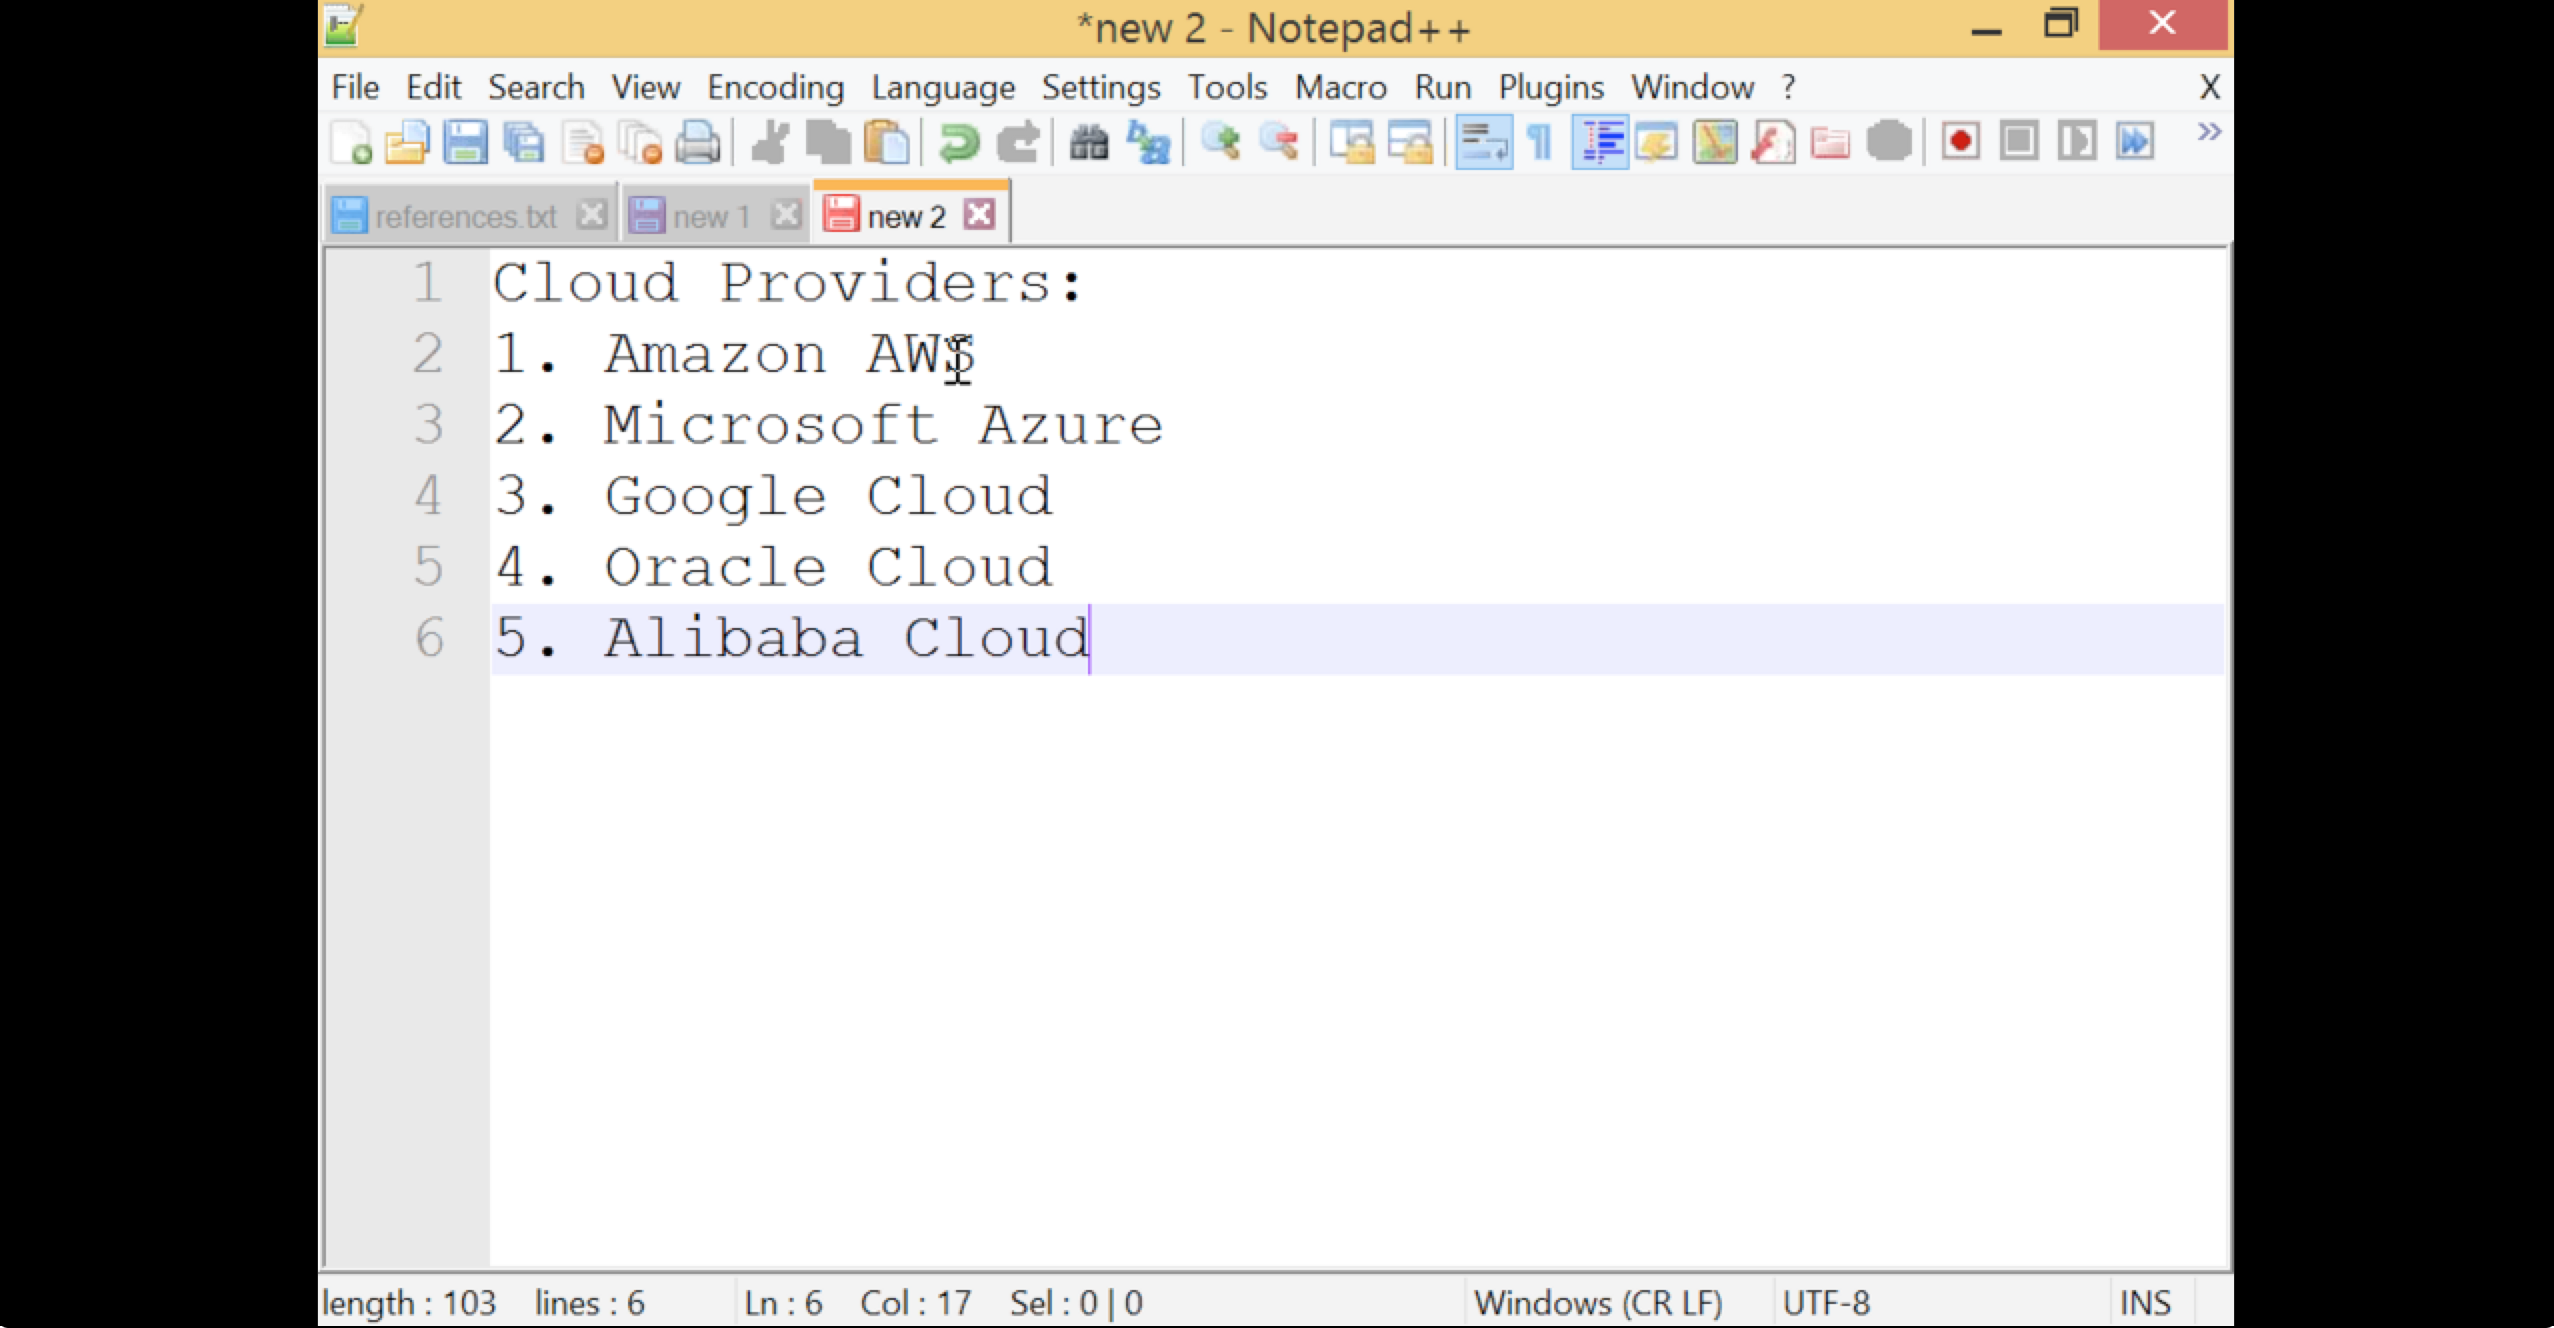 *new 2 - Notepad++
File Edit Search View Encoding Language Settings Tools Macro Run Plugins Window ? X
references.txt new 1 new 2
1 Cloud Providers:
2 1. Amazon AWS
3 2. Microsoft Azure
4 3. Google Cloud
5 4. Oracle Cloud
6 5. Alibaba Cloud
length : 103 lines : 6 Ln : 6 Col : 17 Sel : 0 | 0 Windows (CR LF) UTF-8 INS